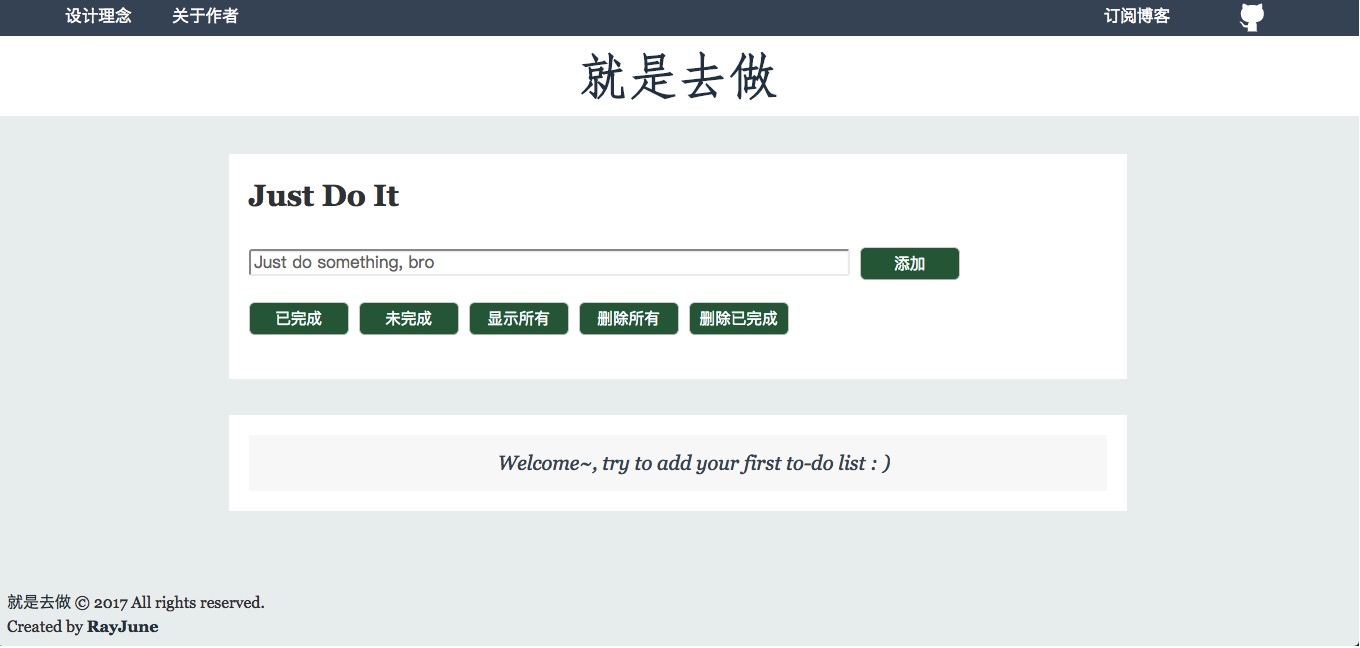 设计理念 关于作者 订阅博客
就是去做
Just Do It
Just do something, bro 添加
已完成 未完成 显示所有 删除所有 删除已完成
Welcome~, try to add your first to-do list : )
就是去做 © 2017 All rights reserved.
Created by RayJune